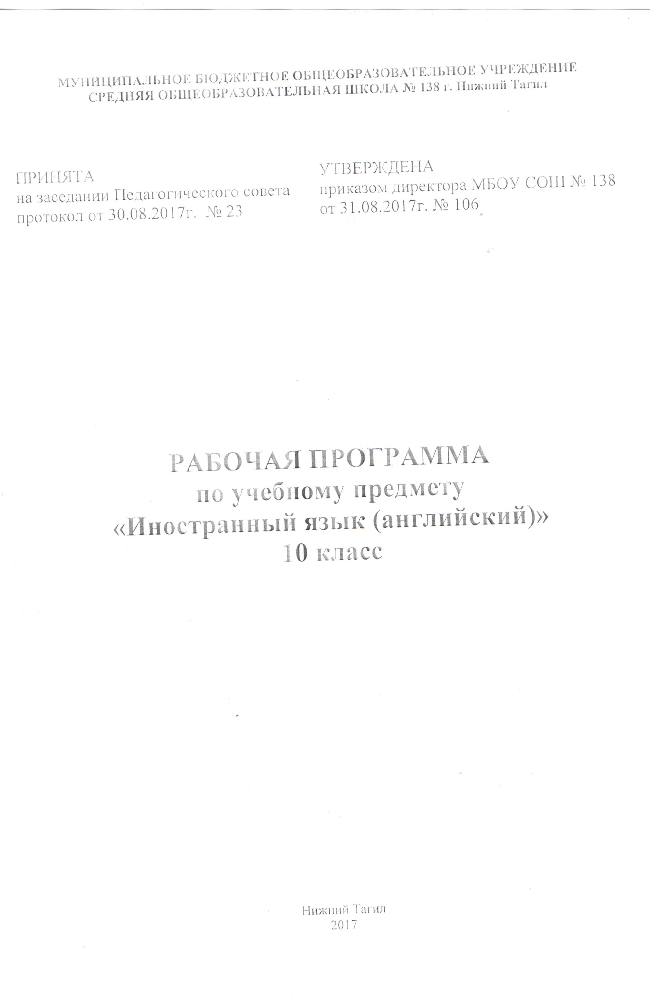 МУНИЦИПАЛЬНОЕ БЮДЖЕТНОЕ ОБЩЕОБРАЗОВАТЕЛЬНОЕ УЧРЕЖДЕНИЕ
СРЕДНЯЯ ОБЩЕОБРАЗОВАТЕЛЬНАЯ ШКОЛА № 138 г. Нижний Тагил
ПРИНЯТА
на заседании Педагогического совета
протокол от 30.08.2017г. № 23
УТВЕРЖДЕНА
приказом директора МБОУ СОШ № 138
от 31.08.2017г. № 106
РАБОЧАЯ ПРОГРАММА
по учебному предмету
«Иностранный язык (английский)»
10 класс
Нижний Тагил
2017